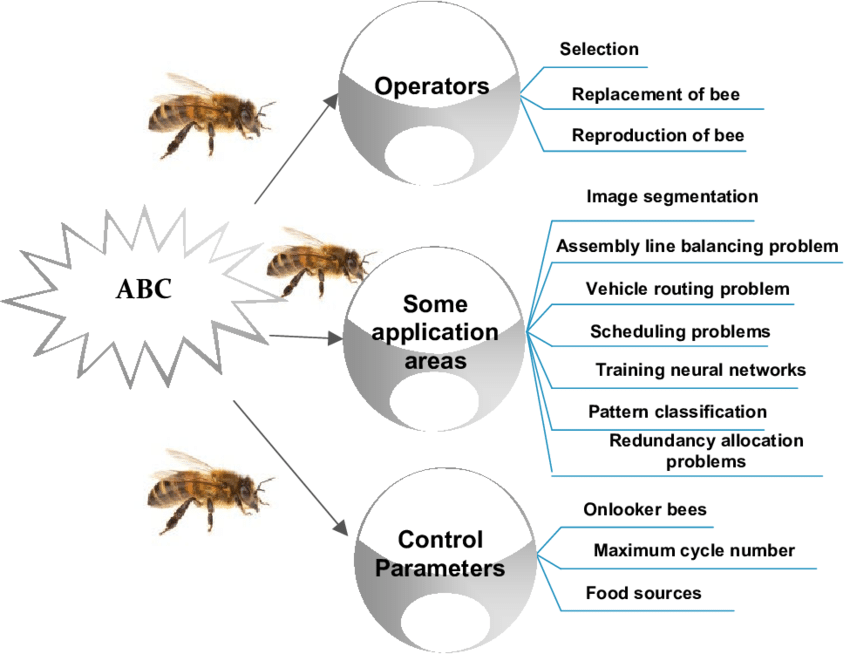 ABC
Operators
Selection
Replacement of bee
Reproduction of bee
Some
application
areas
Image segmentation
Assembly line balancing problem
Vehicle routing problem
Scheduling problems
Training neural networks
Pattern classification
Redundancy allocation
problems
Control
Parameters
Onlooker bees
Maximum cycle number
Food sources